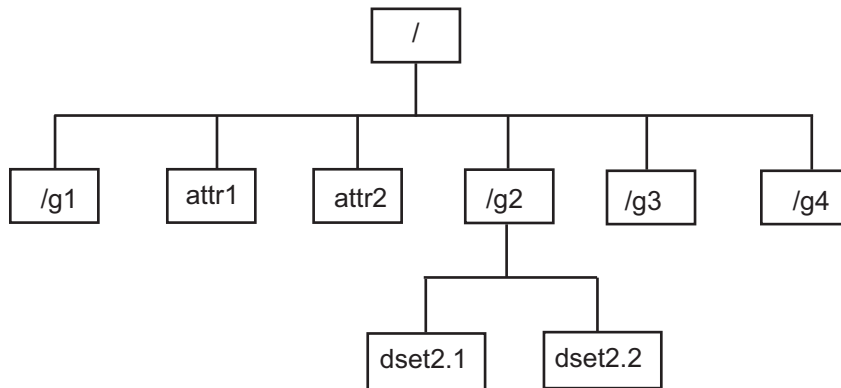 /
/g1
attr1
attr2
/g2
/g3
/g4
dset2.1
dset2.2